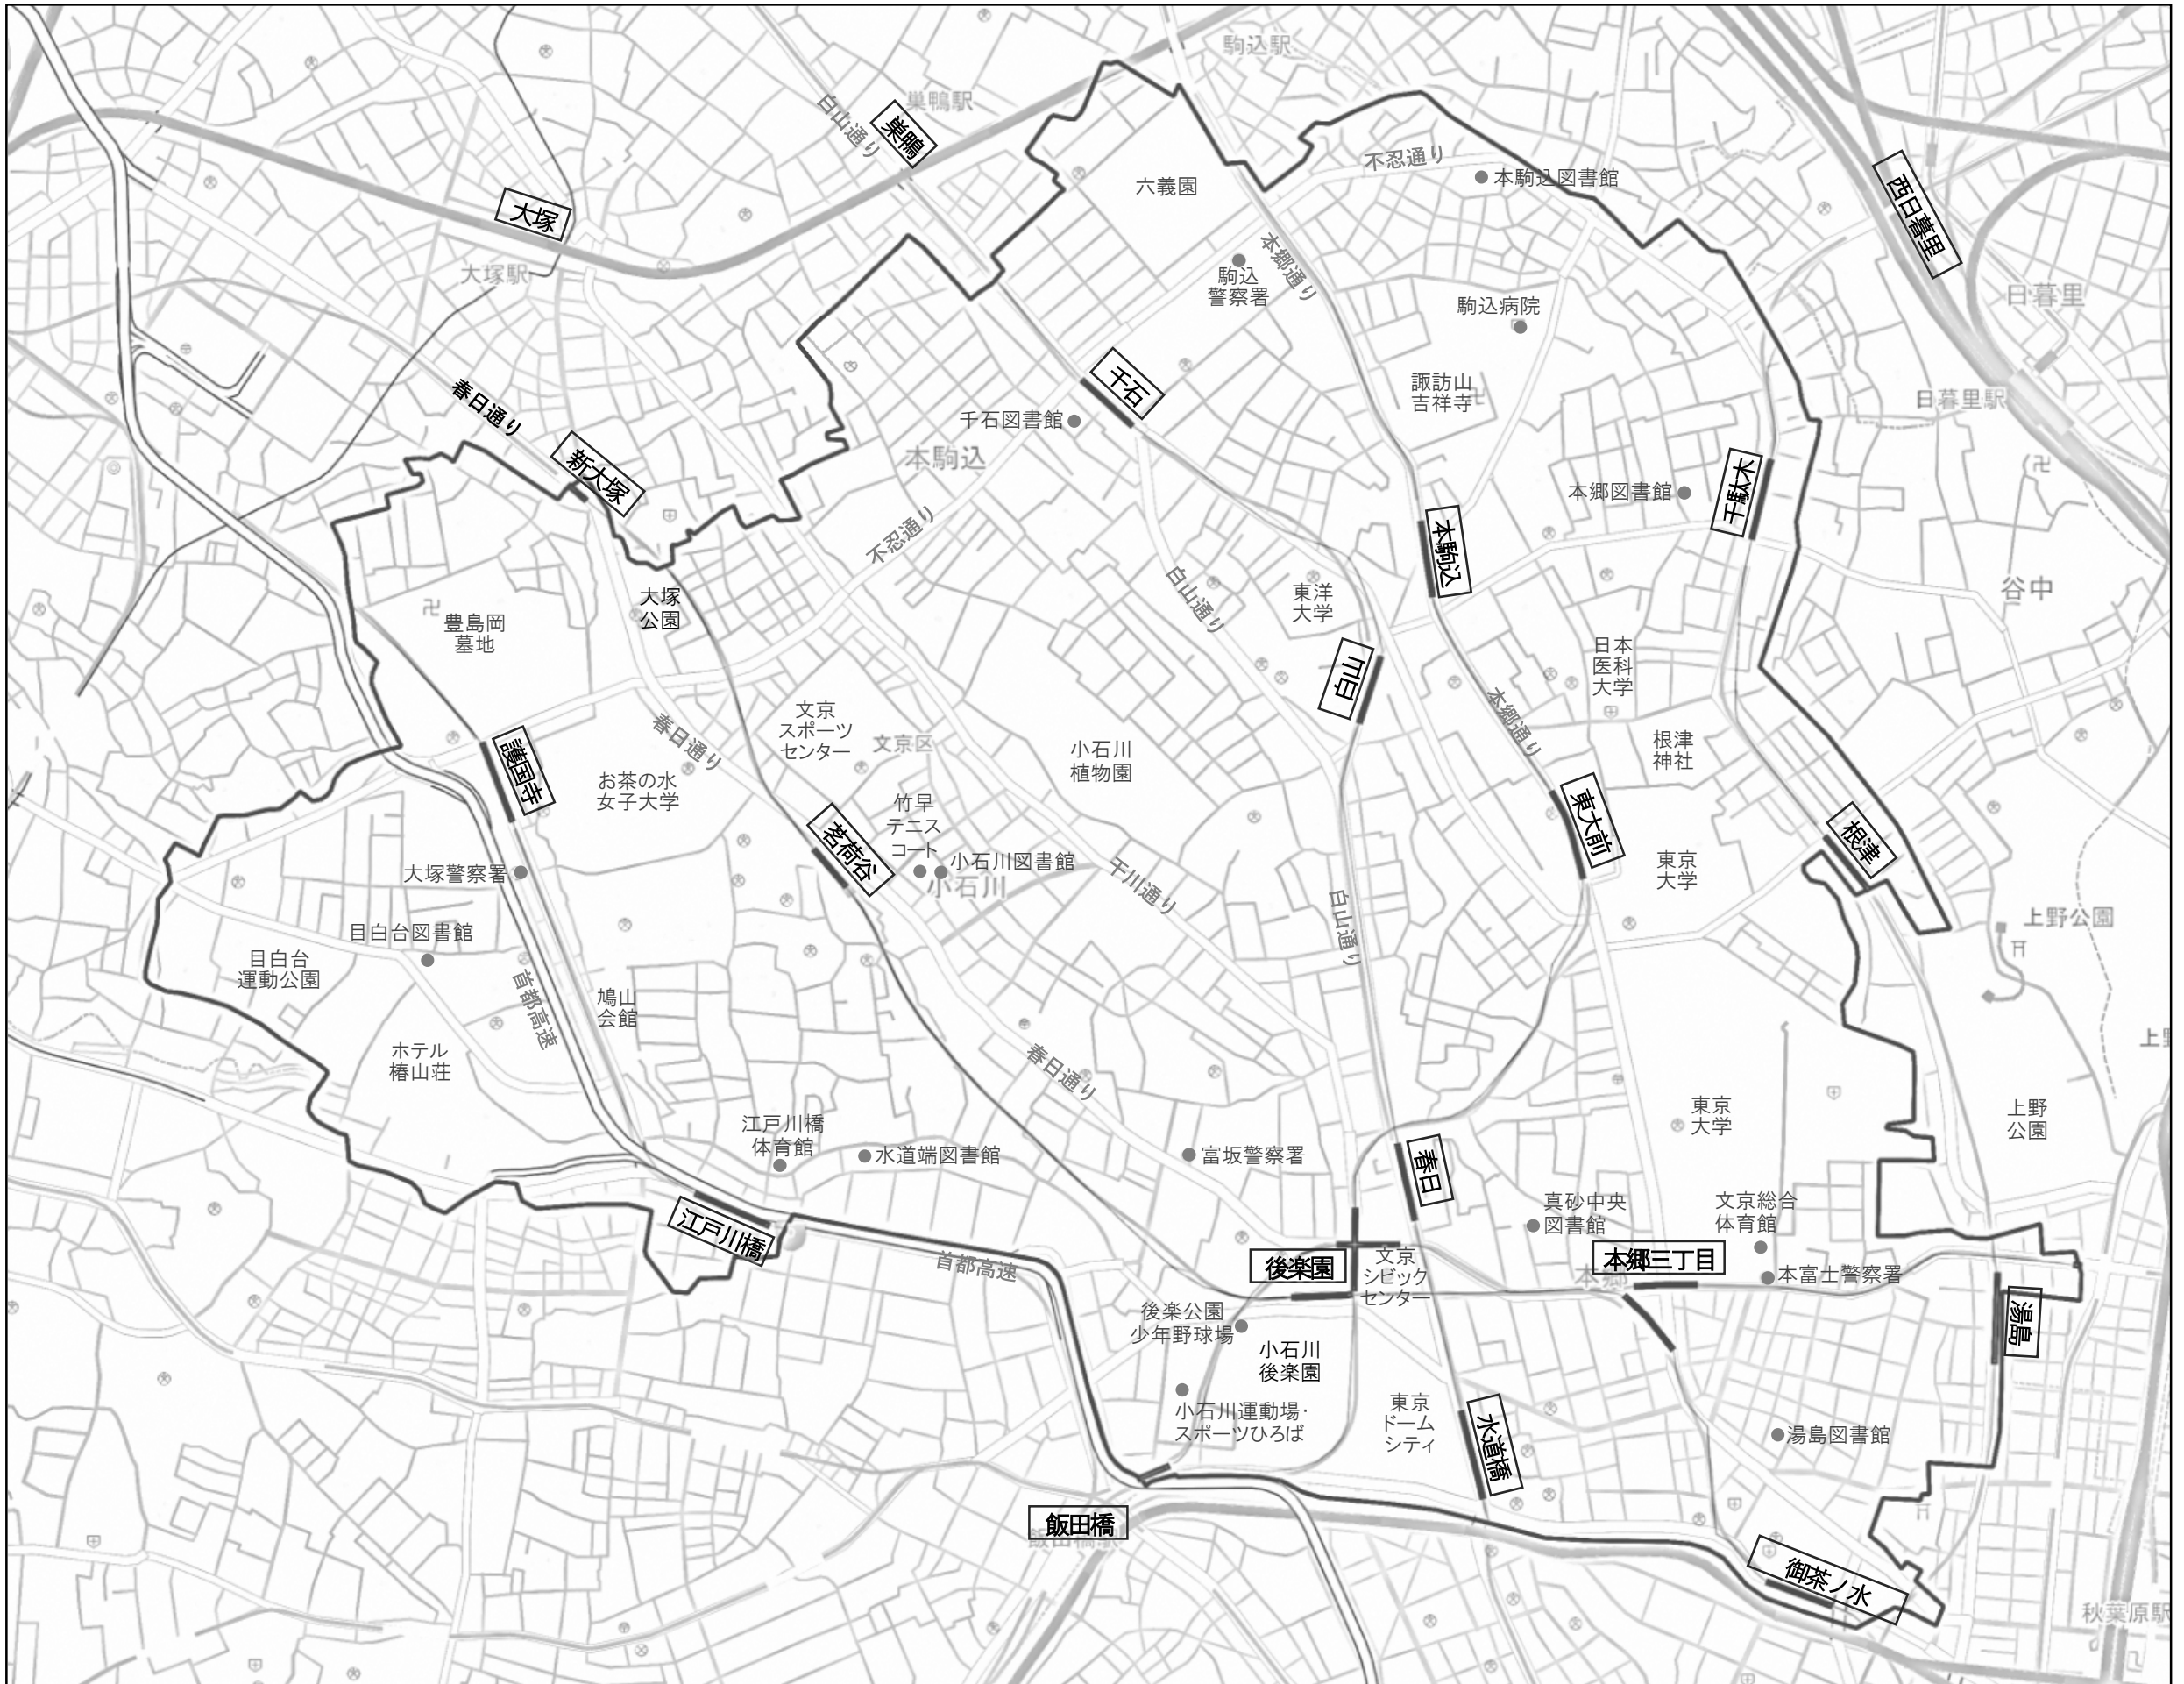 駒込駅
巣鴨駅
白山通り
巣鴨
六義園
不忍通り
本駒込図書館
西日暮里
大塚
大塚駅
本郷通り
駒込
警察署
駒込病院
日暮里
春日通り
千石
千石図書館
諏訪山
吉祥寺
日暮里駅
本駒込
新大塚
本郷図書館
千駄木
不忍通り
本駒込
大塚
公園
白山通り
東洋
大学
谷中
豊島岡
墓地
日本
医科
大学
白山
本郷通り
春日通り
文京
スポーツ
センター
文京区
小石川
植物園
根津
神社
護国寺
お茶の水
女子大学
竹早
テニス
コート
茗荷谷
小石川図書館
小石川
千川通り
東大前
東京
大学
根津
大塚警察署
目白台図書館
目白台
運動公園
白山通り
上野公園
首都高速
鳩山
会館
ホテル
椿山荘
春日通り
上野
公園
江戸川橋
体育館
水道端図書館
富坂警察署
春日
東京
大学
真砂中央
図書館
文京総合
体育館
江戸川橋
首都高速
後楽園
文京
シビック
センター
本郷三丁目
本郷
本富士警察署
湯島
後楽公園
少年野球場
小石川
後楽園
小石川運動場・
スポーツひろば
東京
ドーム
シティ
水道橋
湯島図書館
飯田橋
飯田橋駅
御茶ノ水
秋葉原駅